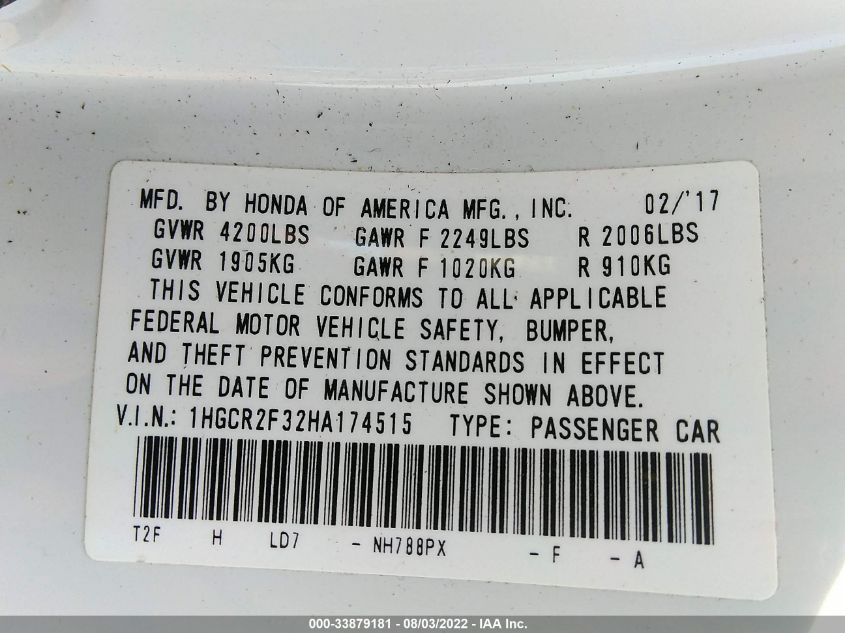 MFD. BY HONDA OF AMERICA MFG., INC. 02/'17
GVWR 4200LBS GAWR F 2249LBS R 2006LBS
GVWR 1905KG GAWR F 1020KG R 910KG
THIS VEHICLE CONFORMS TO ALL APPLICABLE
FEDERAL MOTOR VEHICLE SAFETY, BUMPER,
AND THEFT PREVENTION STANDARDS IN EFFECT
ON THE DATE OF MANUFACTURE SHOWN ABOVE.
V.I.N.: 1HGCR2F32HA174515 TYPE: PASSENGER CAR
T2F H LD7 - NH788PX - F - A
000-33879181 - 08/03/2022 - IAA Inc.